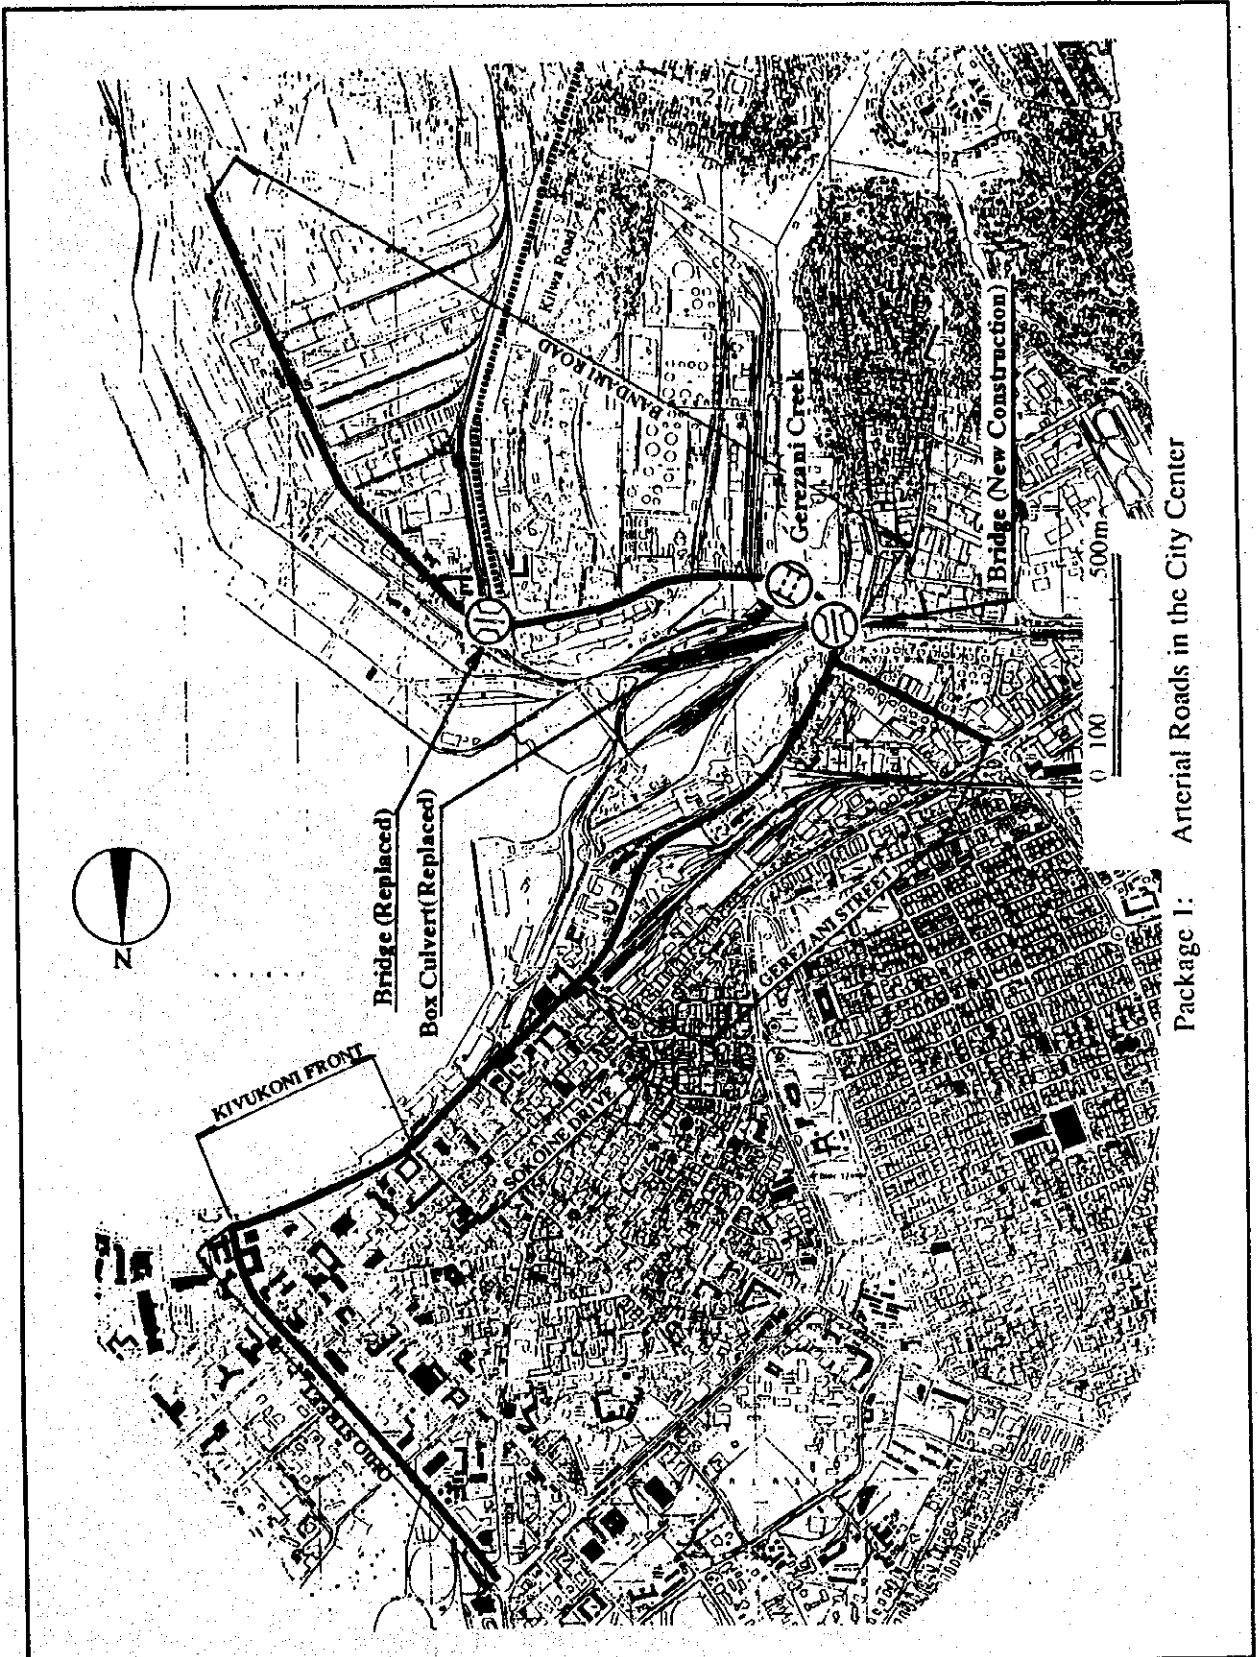 KIVUKONI FRONT
OHIO STREET
SOKOINE DRIVE
GEREZANI STREET
BANDARI ROAD
Kilwa Road
Gerezani Creek
Bridge (Replaced)
Box Culvert(Replaced)
Bridge (New Construction)
N
0 100 500m
Package 1: Arterial Roads in the City Center